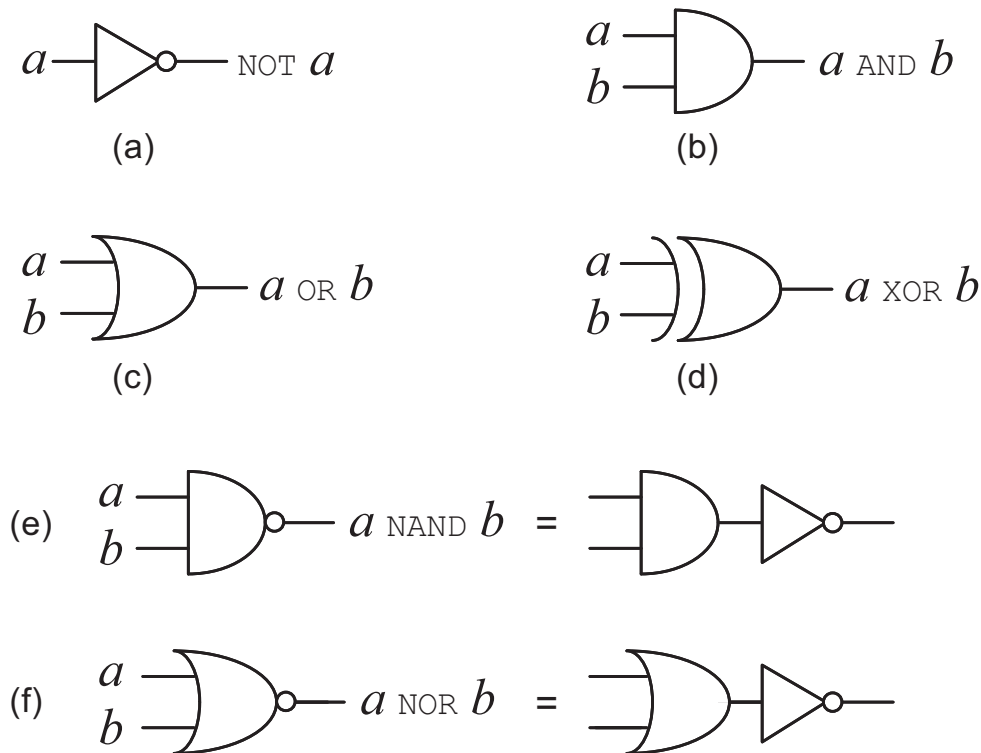 a NOT a
(a)
a
b
a AND b
(b)
a
b
a OR b
(c)
a
b
a XOR b
(d)
(e) a
b
a NAND b =
(f) a
b
a NOR b =